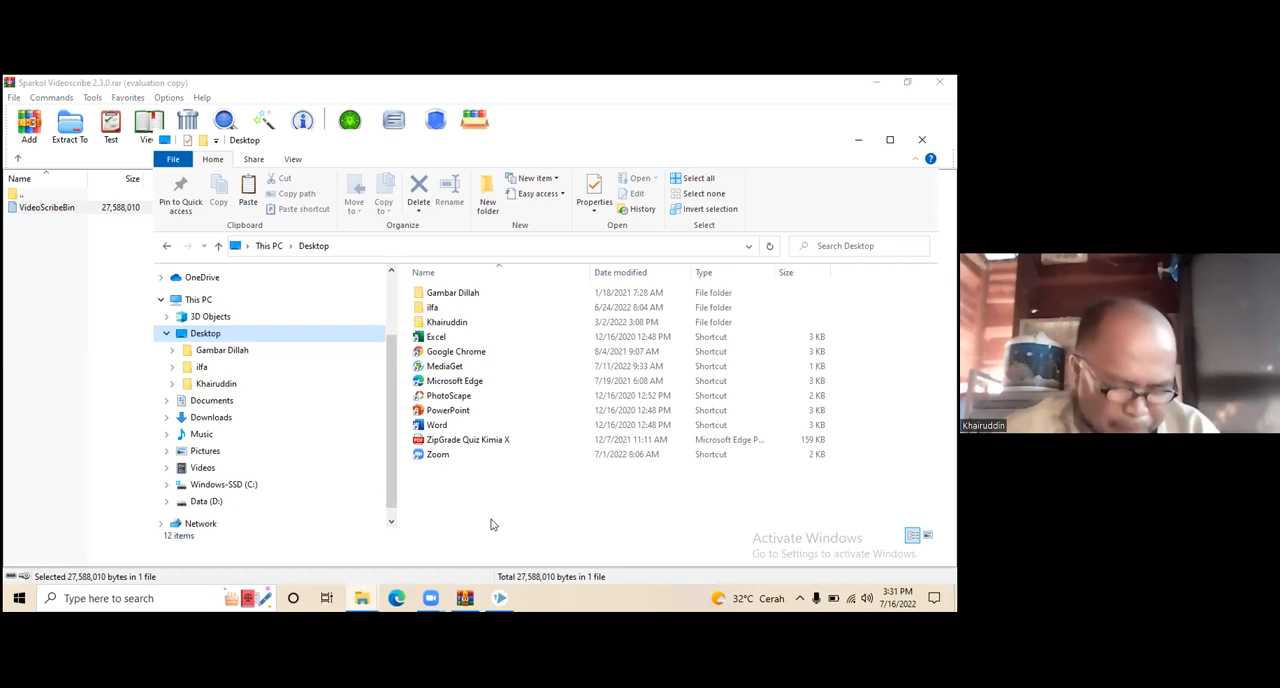 Sparkol Videoscribe 2.3.0.rar (evaluation copy)
File Commands Tools Favorites Options Help
Add Extract To Test
Desktop
File Home Share View
Name Size
..
VideoScribeBin 27,588,010
Pin to Quick access
Copy
Paste
Cut
Copy path
Paste shortcut
Clipboard
Move to
Copy to
Delete
Rename
Organize
New folder
New item
Easy access
New
Properties
Open
Edit
History
Open
Select all
Select none
Invert selection
Select
This PC Desktop
Search Desktop
OneDrive
This PC
3D Objects
Desktop
Gambar Dillah
ilfa
Khairuddin
Documents
Downloads
Music
Pictures
Videos
Windows-SSD (C:)
Data (D:)
Network
12 items
Name Date modified Type Size
Gambar Dillah 1/18/2021 7:28 AM File folder
ilfa 6/24/2022 8:04 AM File folder
Khairuddin 3/2/2022 3:08 PM File folder
Excel 12/16/2020 12:48 PM Shortcut 3 KB
Google Chrome 8/4/2021 9:07 AM Shortcut 3 KB
MediaGet 7/11/2022 9:33 AM Shortcut 1 KB
Microsoft Edge 7/19/2021 6:08 AM Shortcut 3 KB
PhotoScape 12/16/2020 12:52 PM Shortcut 2 KB
PowerPoint 12/16/2020 12:48 PM Shortcut 3 KB
Word 12/16/2020 12:48 PM Shortcut 3 KB
ZipGrade Quiz Kimia X 12/7/2021 11:11 AM Microsoft Edge P... 159 KB
Zoom 7/1/2022 8:06 AM Shortcut 2 KB
Activate Windows
Go to Settings to activate Windows.
Selected 27,588,010 bytes in 1 file
Total 27,588,010 bytes in 1 file
Type here to search
32°C Cerah
3:31 PM
7/16/2022
Khairuddin